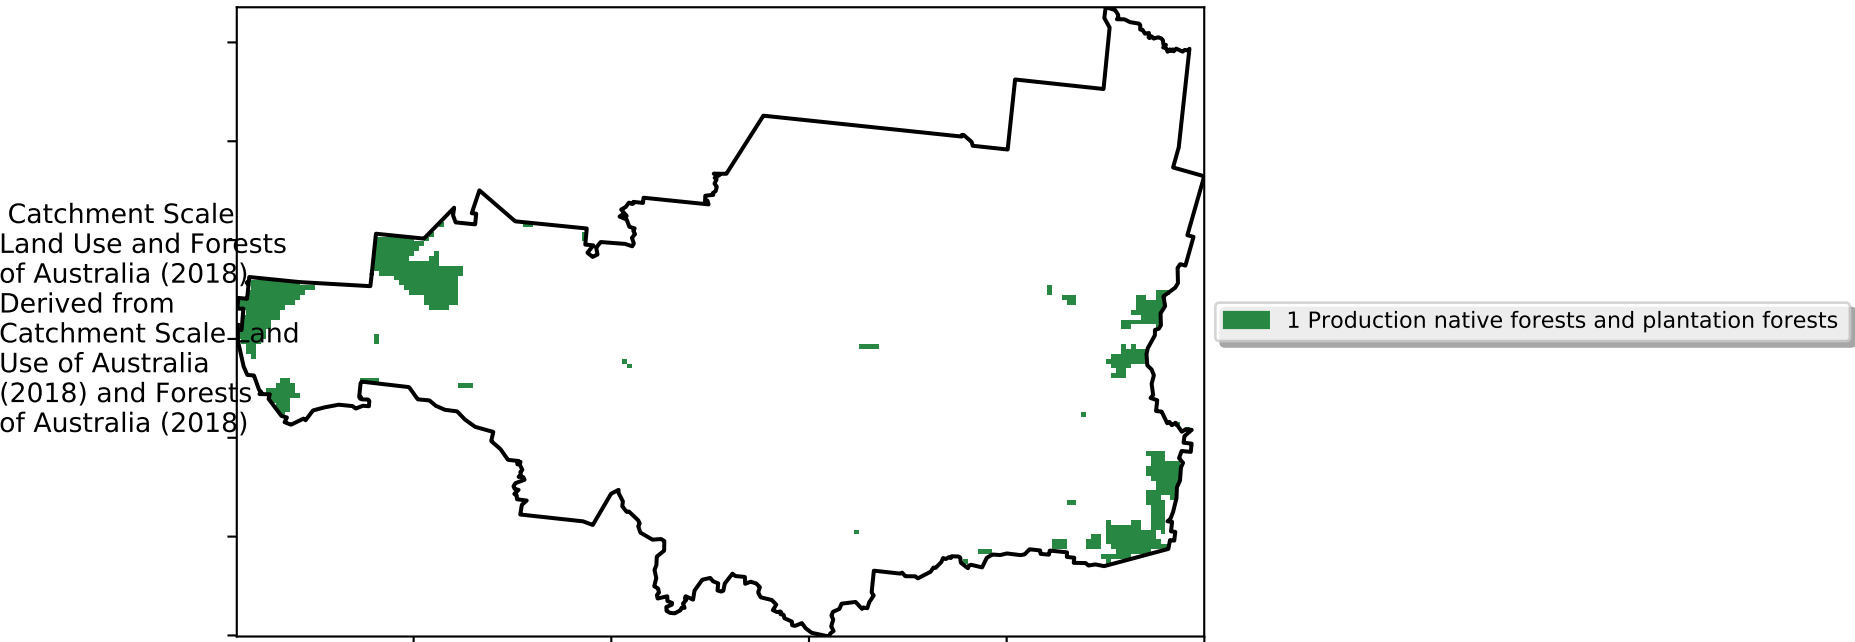 Catchment Scale
Land Use and Forests
of Australia (2018)
Derived from
Catchment Scale Land
Use of Australia
(2018) and Forests
of Australia (2018)
1 Production native forests and plantation forests